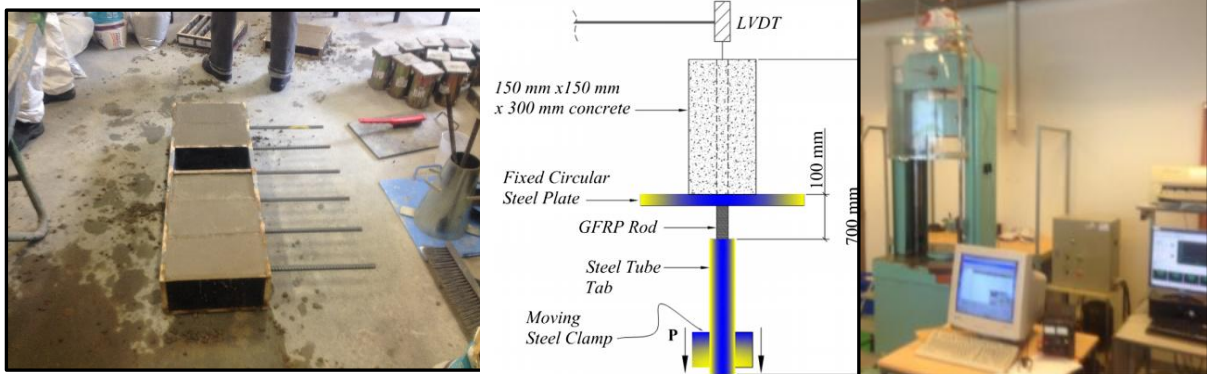 LVDT
150 mm x150 mm
x 300 mm concrete
Fixed Circular
Steel Plate
100 mm
700 mm
GFRP Rod
Steel Tube
Tab
Moving
Steel Clamp
P